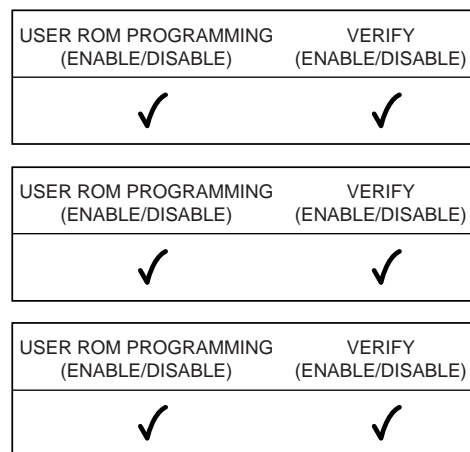 USER ROM PROGRAMMING VERIFY
(ENABLE/DISABLE) (ENABLE/DISABLE)
✓ ✓
USER ROM PROGRAMMING VERIFY
(ENABLE/DISABLE) (ENABLE/DISABLE)
✓ ✓
USER ROM PROGRAMMING VERIFY
(ENABLE/DISABLE) (ENABLE/DISABLE)
✓ ✓